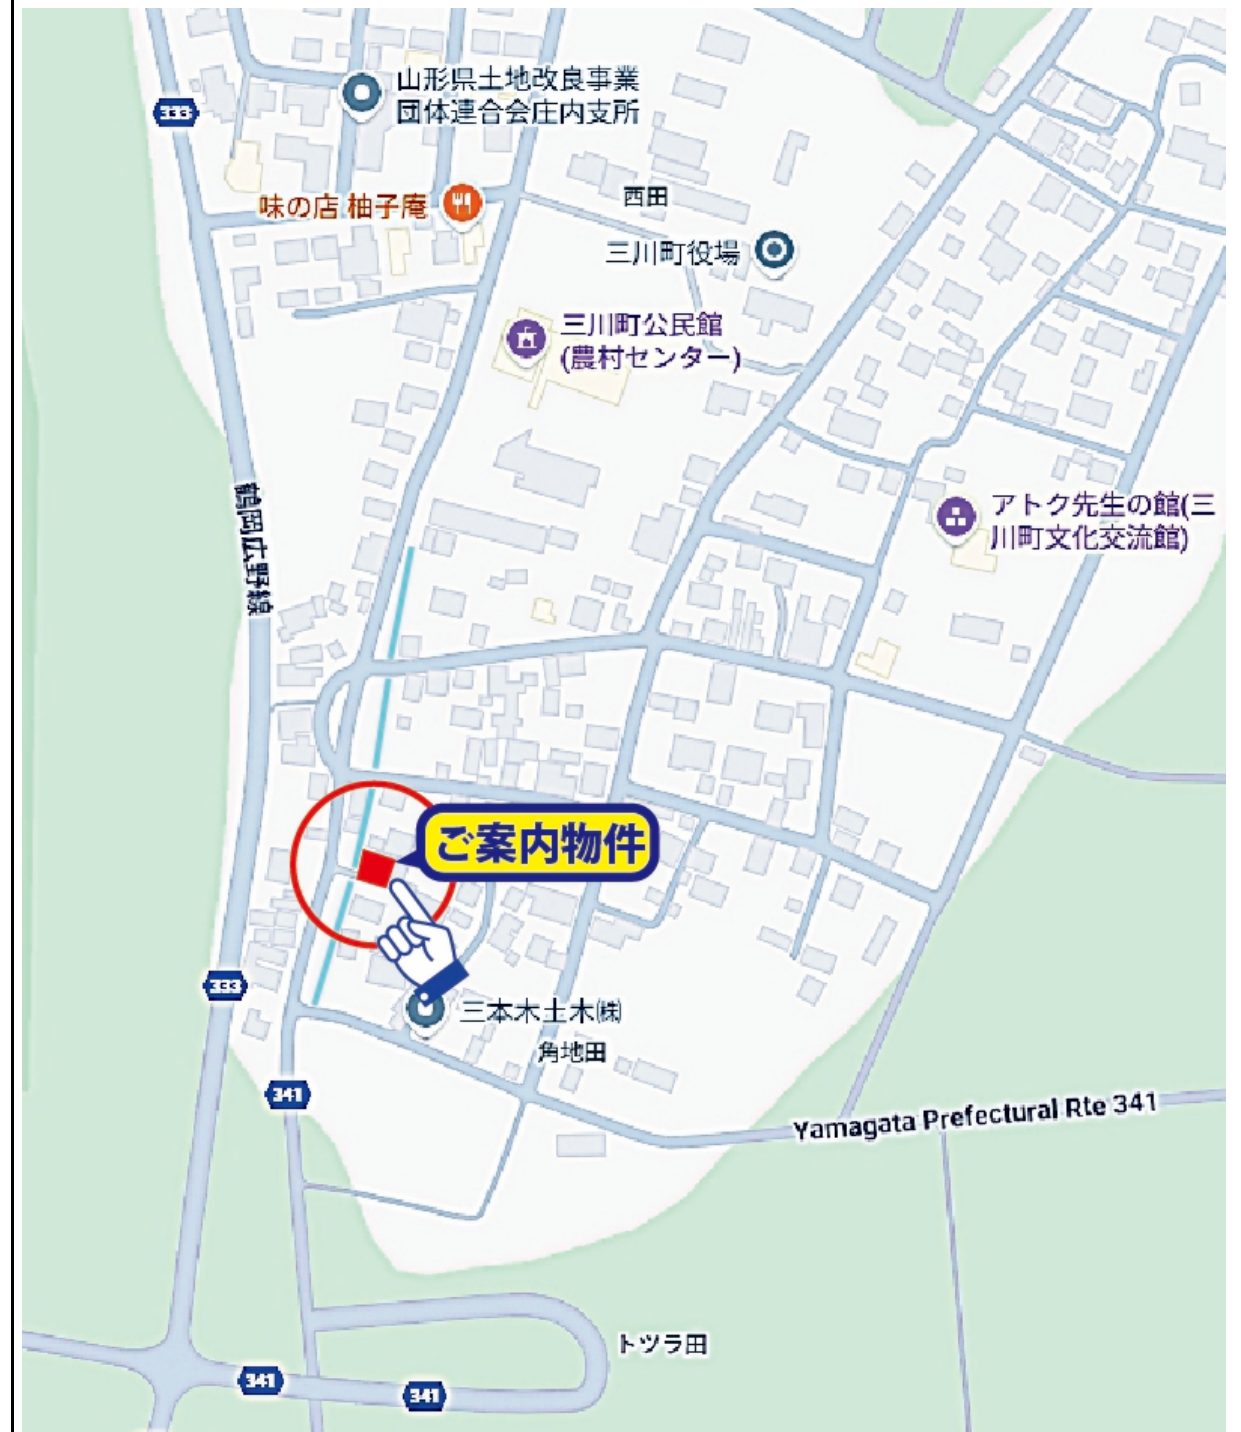 山形県土地改良事業
団体連合会庄内支所
333
味の店 柚子庵
西田
三川町役場
三川町公民館
(農村センター)
鶴岡広野線
アトク先生の館(三
川町文化交流館)
ご案内物件
333
三本木土木㈱
角地田
341
Yamagata Prefectural Rte 341
トツラ田
341
341